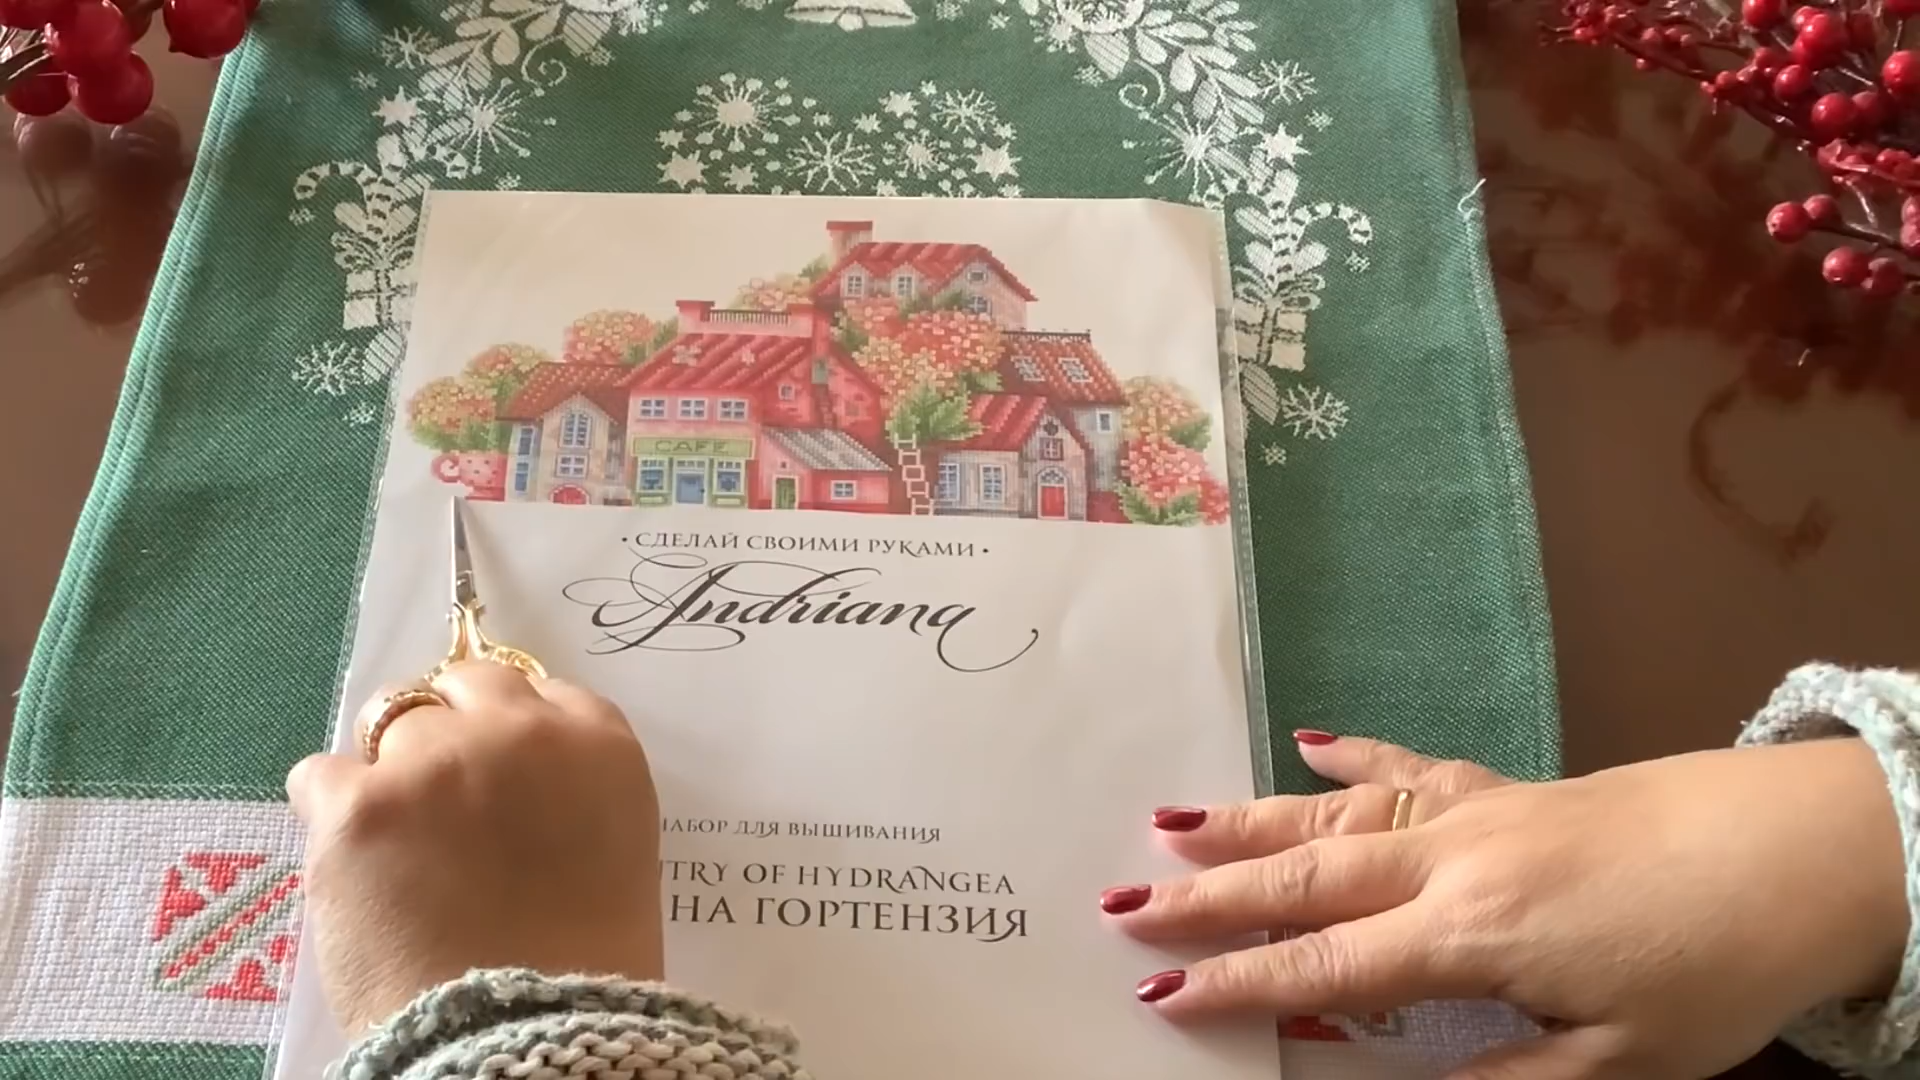 CAFE
• СДЕЛАЙ СВОИМИ РУКАМИ •
Andriana
НАБОР ДЛЯ ВЫШИВАНИЯ
TRY OF HYDRANGEA
НА ГОРТЕНЗИЯ